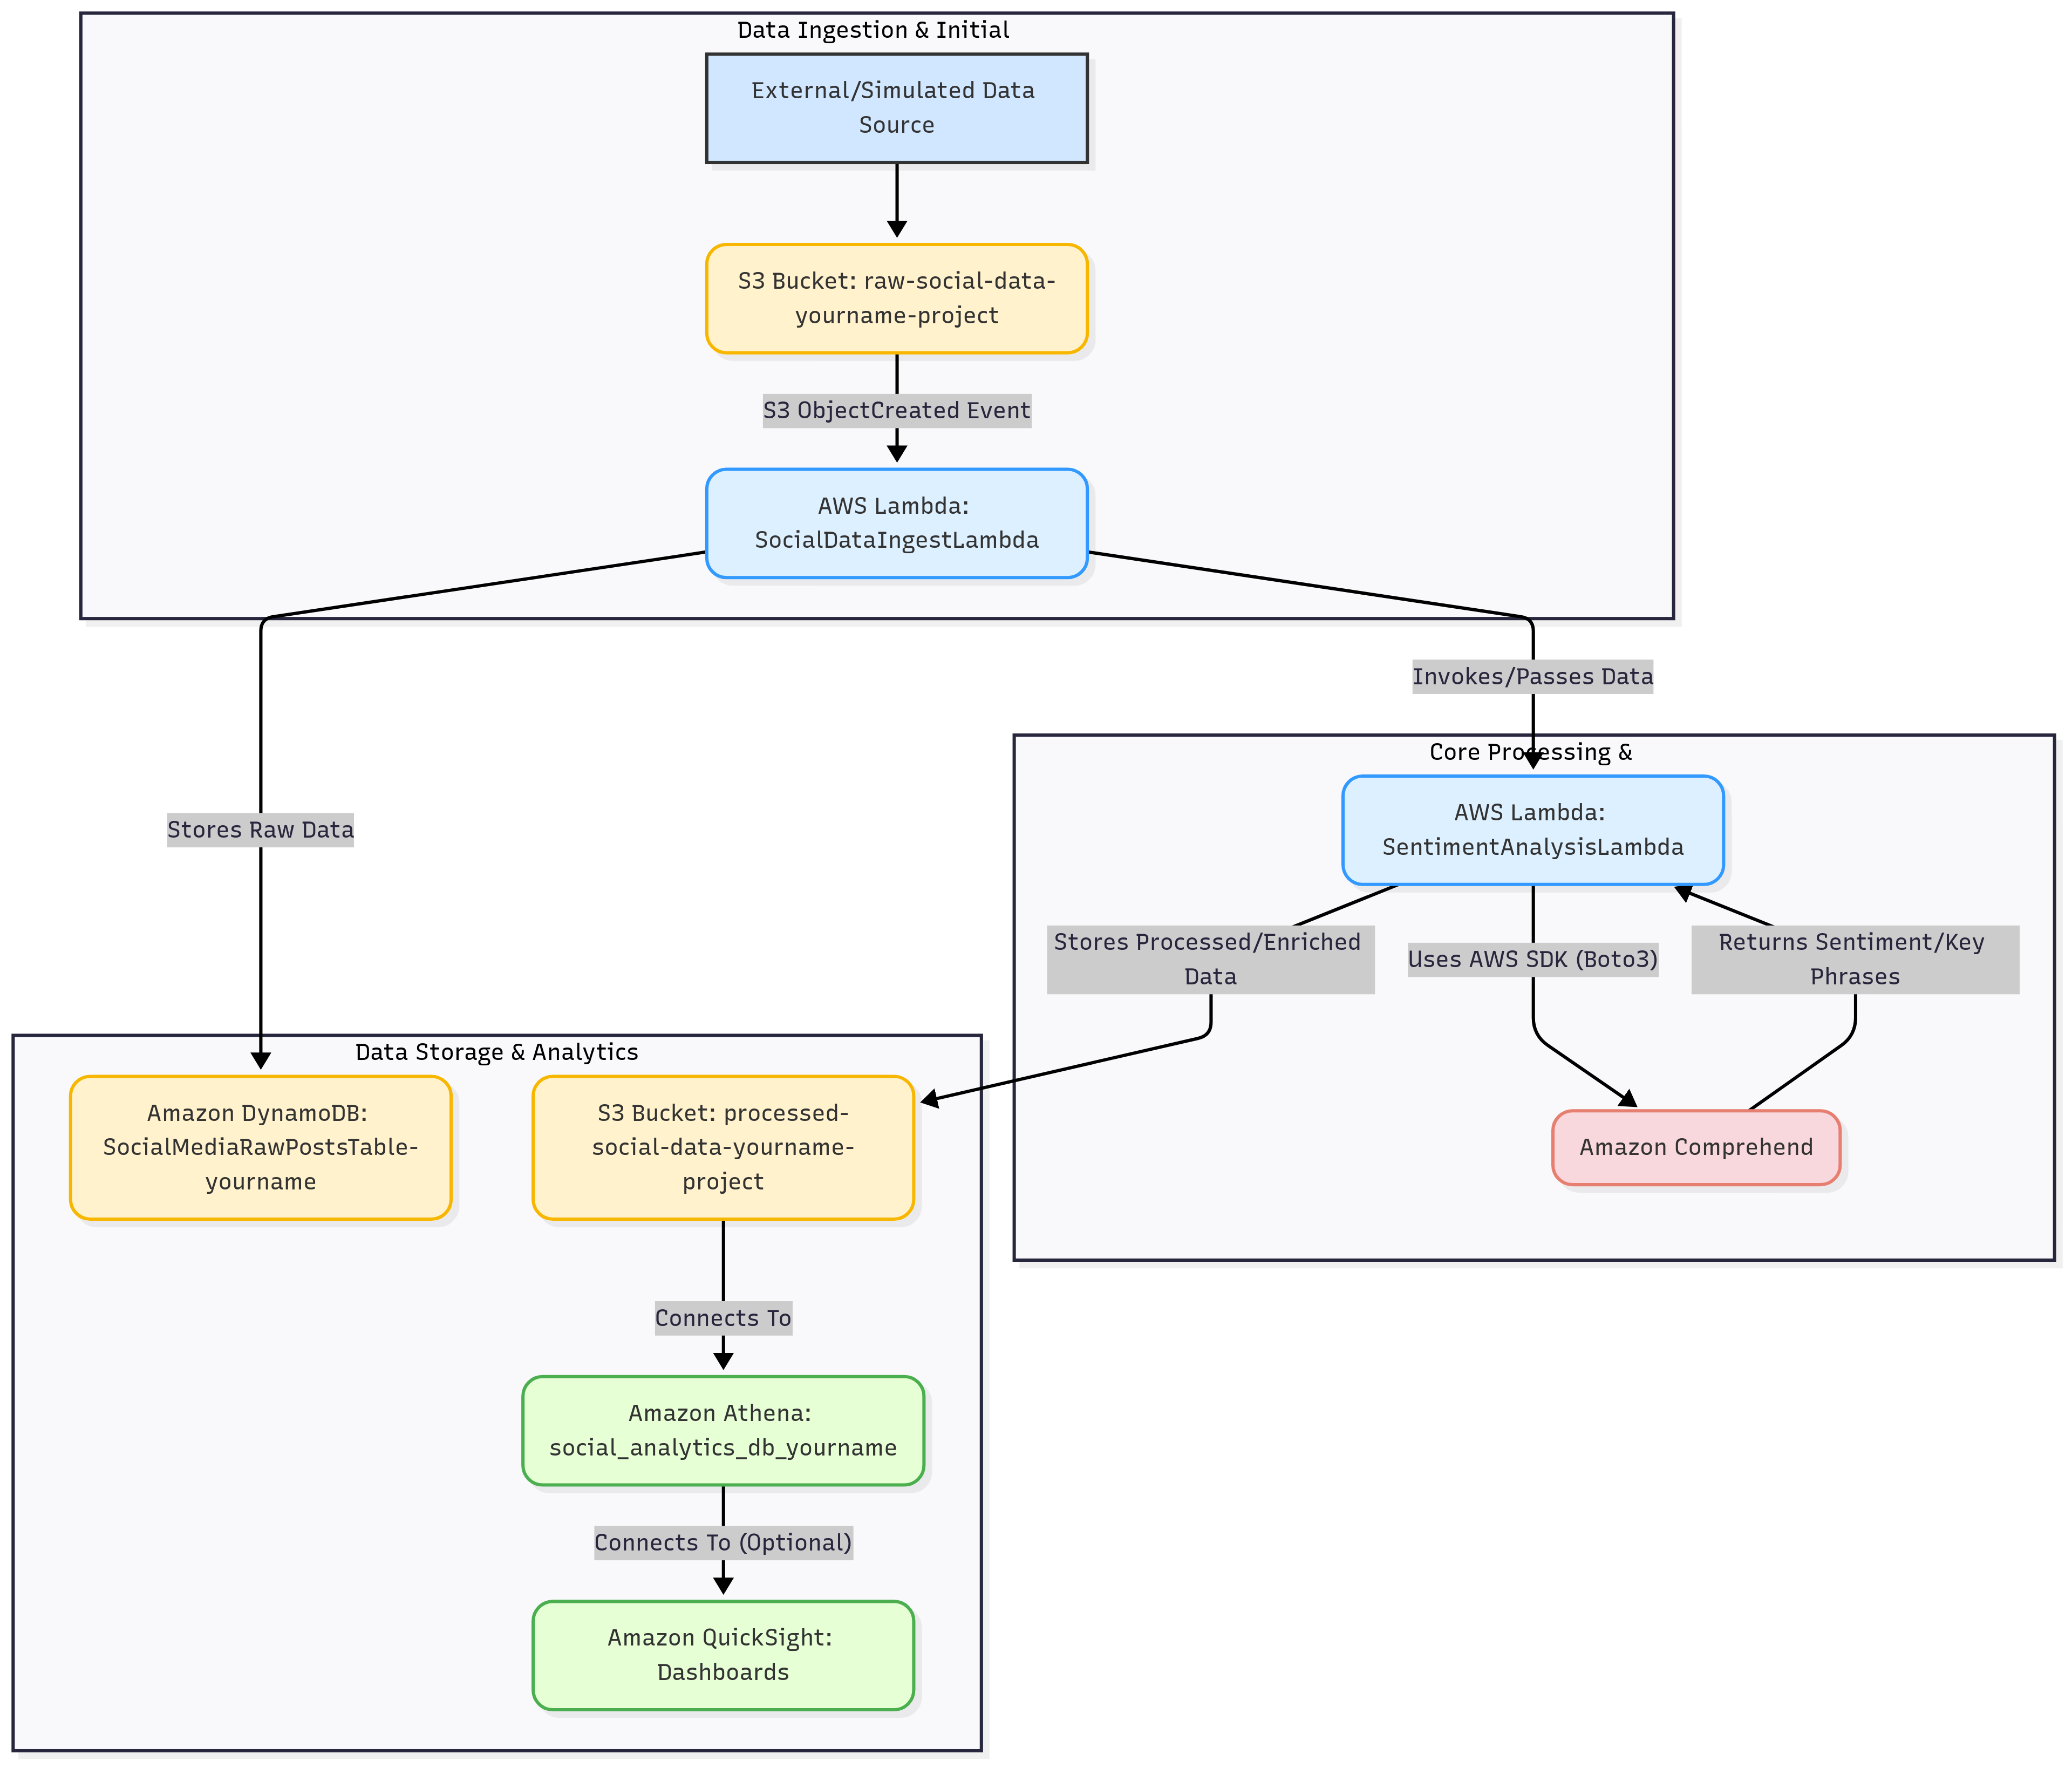 Data Ingestion & Initial
External/Simulated Data
Source
S3 Bucket: raw-social-data-
yourname-project
S3 ObjectCreated Event
AWS Lambda:
SocialDataIngestLambda
Invokes/Passes Data
Stores Raw Data
Core Processing &
AWS Lambda:
SentimentAnalysisLambda
Stores Processed/Enriched
Data
Uses AWS SDK (Boto3)
Returns Sentiment/Key
Phrases
Amazon Comprehend
Data Storage & Analytics
Amazon DynamoDB:
SocialMediaRawPostsTable-
yourname
S3 Bucket: processed-
social-data-yourname-
project
Connects To
Amazon Athena:
social_analytics_db_yourname
Connects To (Optional)
Amazon QuickSight:
Dashboards